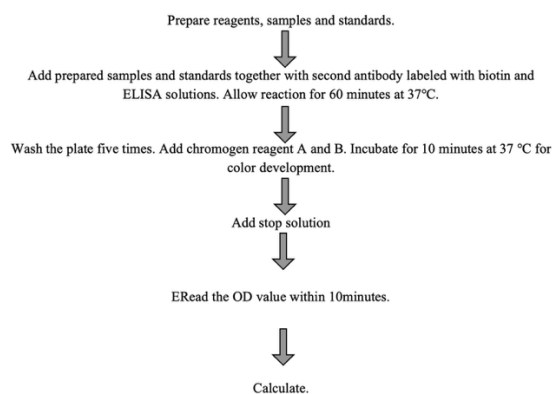 Prepare reagents, samples and standards.
Add prepared samples and standards together with second antibody labeled with biotin and
ELISA solutions. Allow reaction for 60 minutes at 37℃.
Wash the plate five times. Add chromogen reagent A and B. Incubate for 10 minutes at 37 ℃ for
color development.
Add stop solution
ERead the OD value within 10minutes.
Calculate.